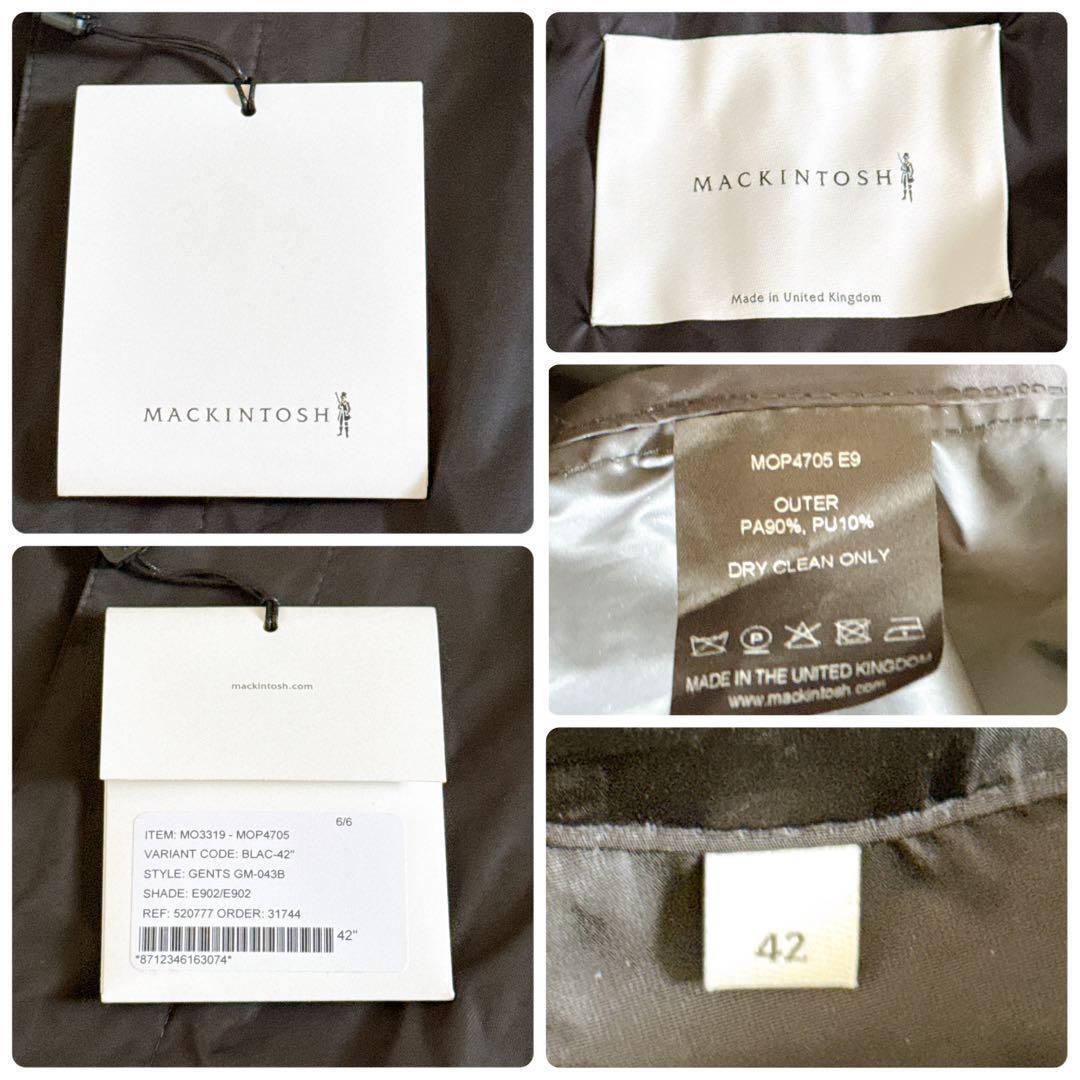 MACKINTOSH
mackintosh.com
6/6
ITEM: MO3319 - MOP4705
VARIANT CODE: BLAC-42"
STYLE: GENTS GM-043B
SHADE: E902/E902
REF: 520777 ORDER: 31744
42"
*8712346163074*
MACKINTOSH
Made in United Kingdom
MOP4705 E9
OUTER
PA90%, PU10%
DRY CLEAN ONLY
P
MADE IN THE UNITED KINGDOM
www.mackintosh.com
42